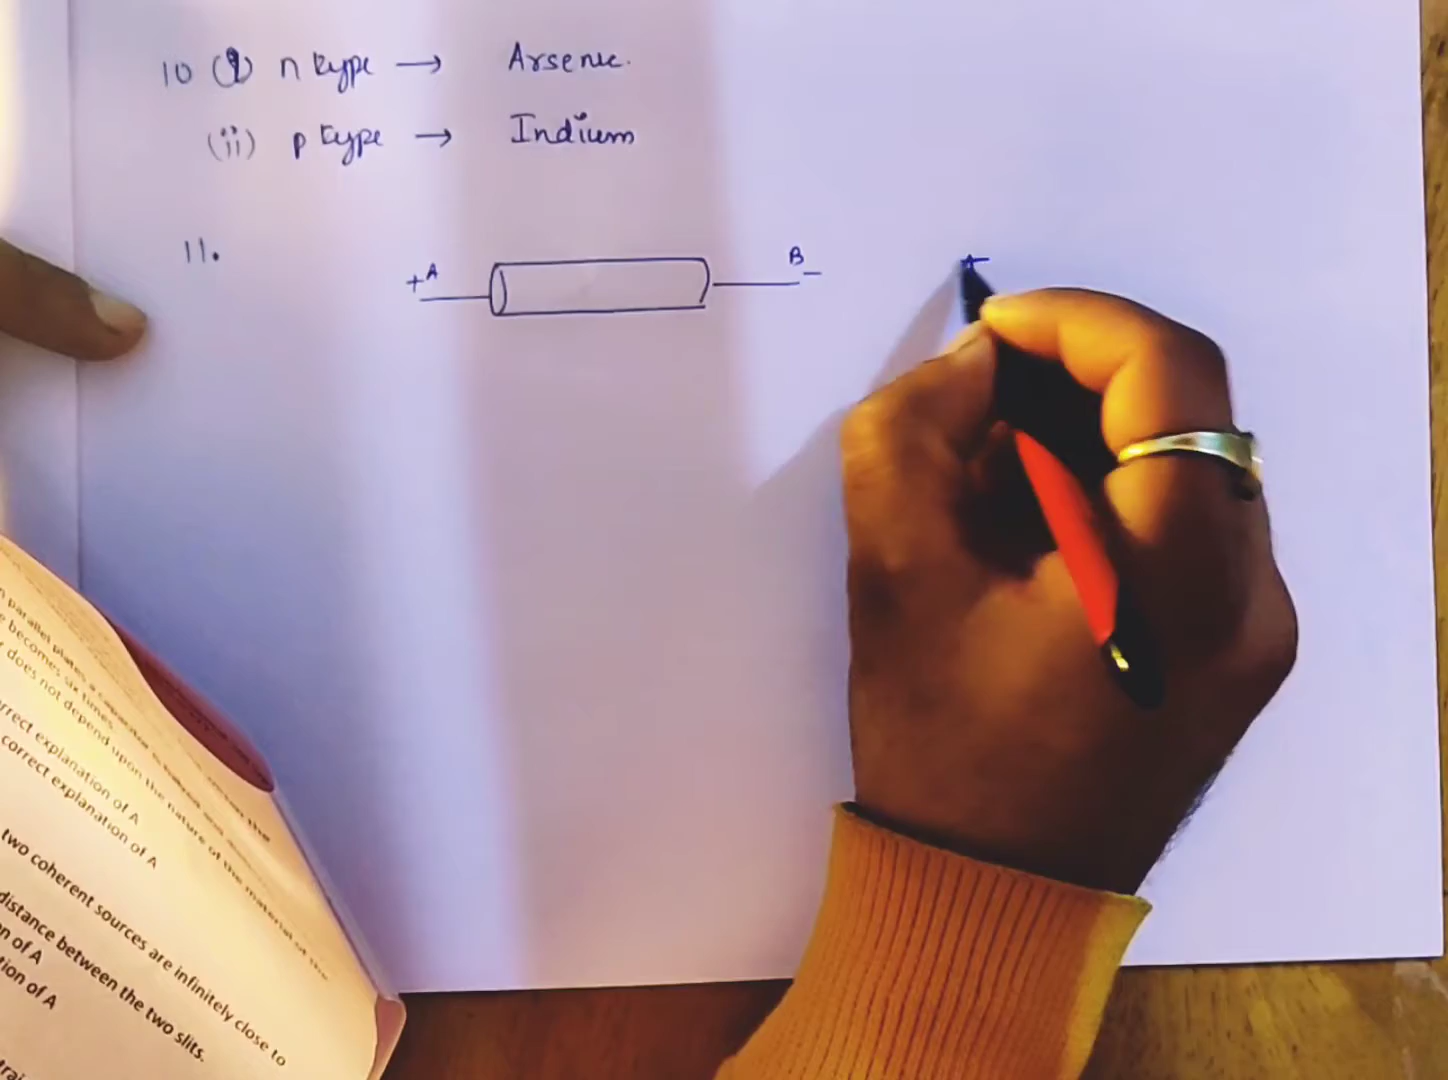 10 (i) n type → Arsenic.
(ii) p type → Indium
11.
+A B −
parallel plates a capacitor
becomes six times
does not depend upon the nature of the material of the
rrect explanation of A
correct explanation of A
two coherent sources are infinitely close to
distance between the two slits.
n of A
tion of A